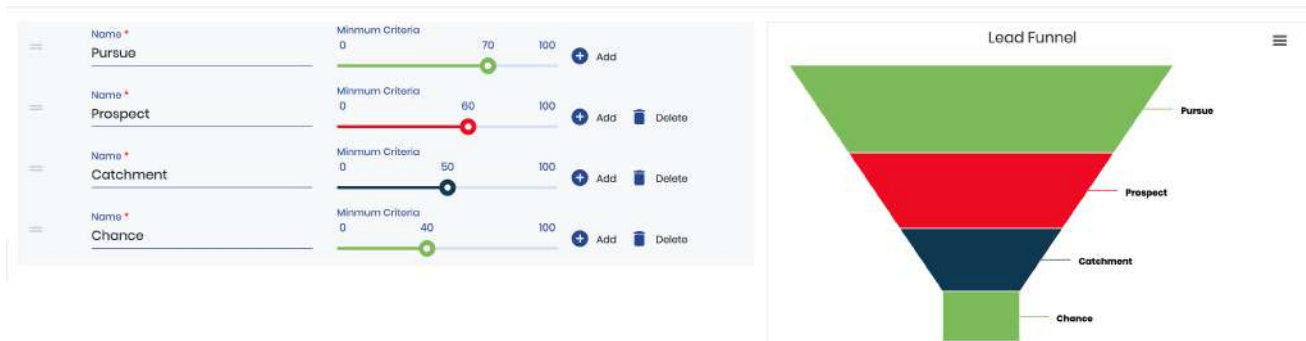 Name *
Pursue
Minmum Criteria
0 70 100
Add
Name *
Prospect
Minmum Criteria
0 60 100
Add Delete
Name *
Catchment
Minmum Criteria
0 50 100
Add Delete
Name *
Chance
Minmum Criteria
0 40 100
Add Delete
Lead Funnel
Pursue
Prospect
Catchment
Chance